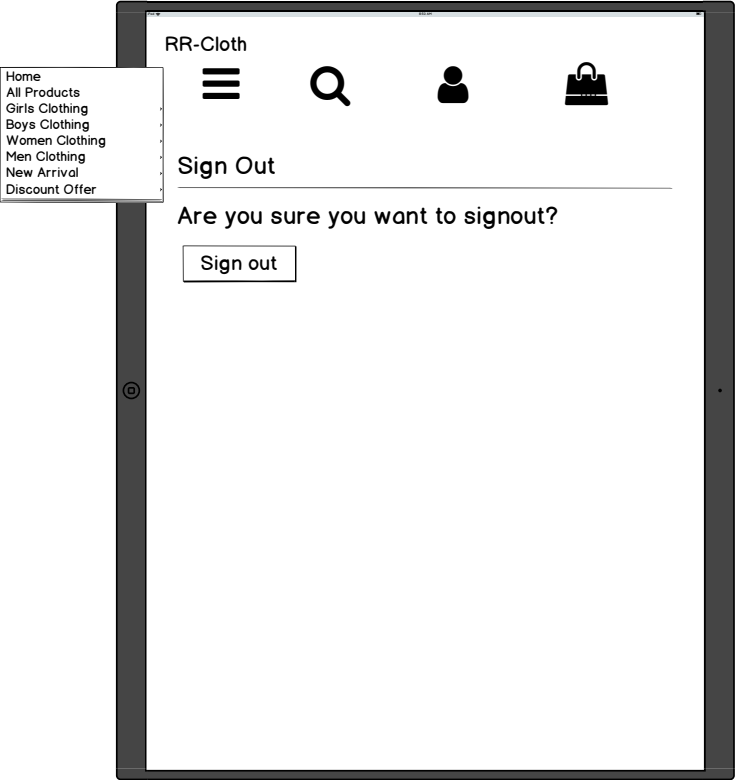 RR-Cloth
Home
All Products
Girls Clothing
Boys Clothing
Women Clothing
Men Clothing
New Arrival
Discount Offer
Sign Out
Are you sure you want to signout?
Sign out